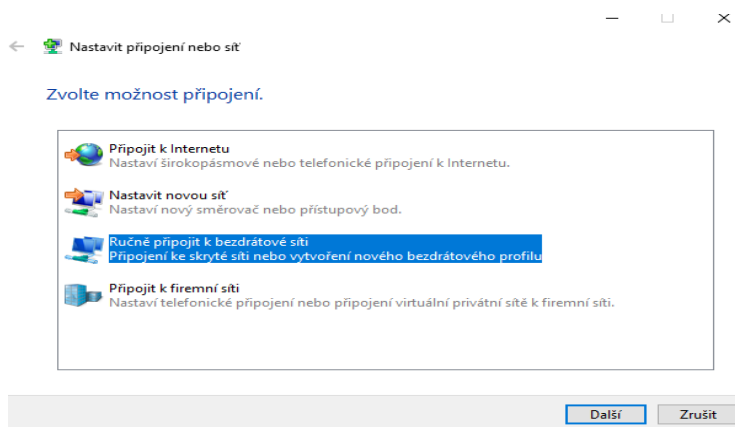 Nastavit připojení nebo síť
Zvolte možnost připojení.
Připojit k Internetu
Nastaví širokopásmové nebo telefonické připojení k Internetu.
Nastavit novou síť
Nastaví nový směrovač nebo přístupový bod.
Ručně připojit k bezdrátové síti
Připojení ke skryté síti nebo vytvoření nového bezdrátového profilu
Připojit k firemní síti
Nastaví telefonické připojení nebo připojení virtuální privátní sítě k firemní síti.
Další
Zrušit